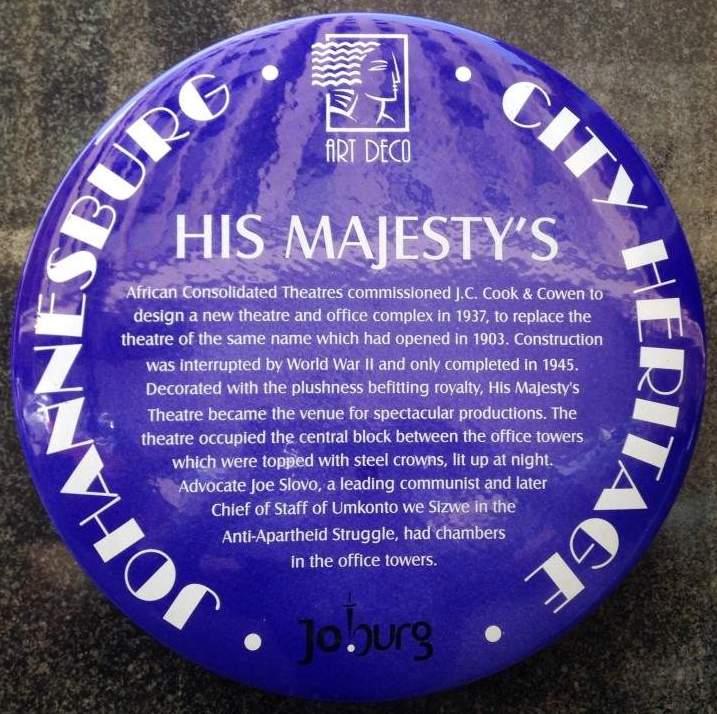 JOHANNESBURG • CITY HERITAGE
ART DECO
HIS MAJESTY'S
African Consolidated Theatres commissioned J.C. Cook & Cowen to
design a new theatre and office complex in 1937, to replace the
theatre of the same name which had opened in 1903. Construction
was interrupted by World War II and only completed in 1945.
Decorated with the plushness befitting royalty, His Majesty's
Theatre became the venue for spectacular productions. The
theatre occupied the central block between the office towers
which were topped with steel crowns, lit up at night.
Advocate Joe Slovo, a leading communist and later
Chief of Staff of Umkonto we Sizwe in the
Anti-Apartheid Struggle, had chambers
in the office towers.
Joburg